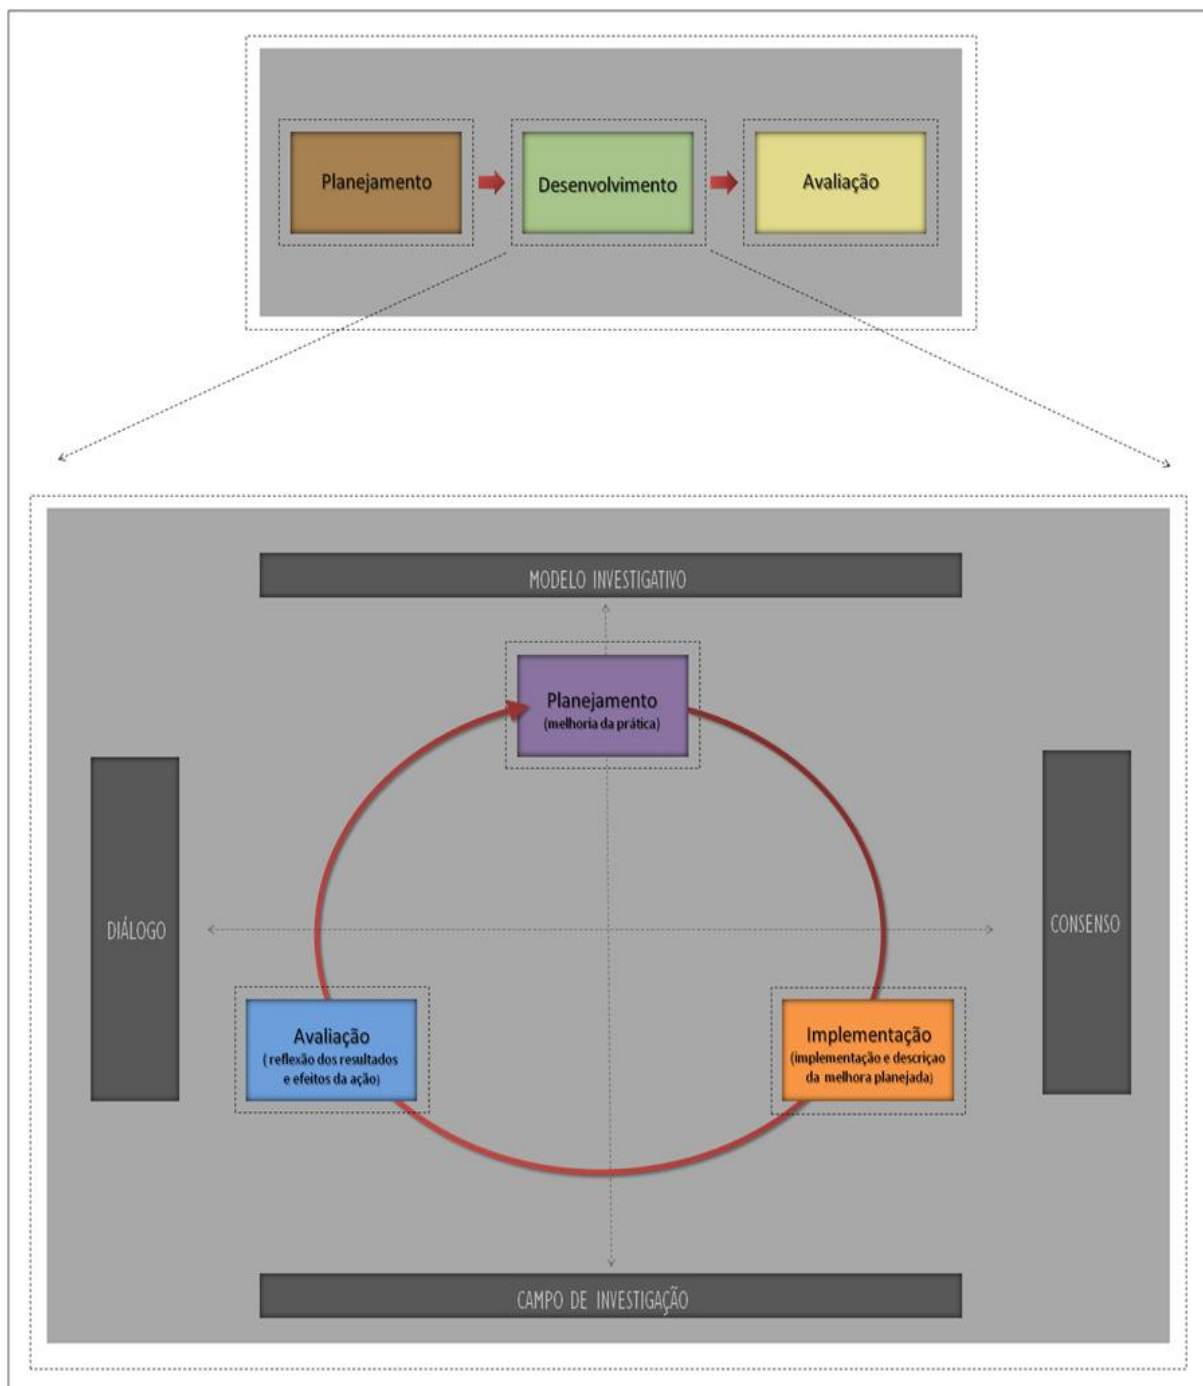 Planejamento
Desenvolvimento
Avaliação
MODELO INVESTIGATIVO
Planejamento
(melhoria da prática)
DIÁLOGO
CONSENSO
Avaliação
( reflexão dos resultados
e efeitos da ação)
Implementação
(implementação e descriçao
da melhora planejada)
CAMPO DE INVESTIGAÇÃO